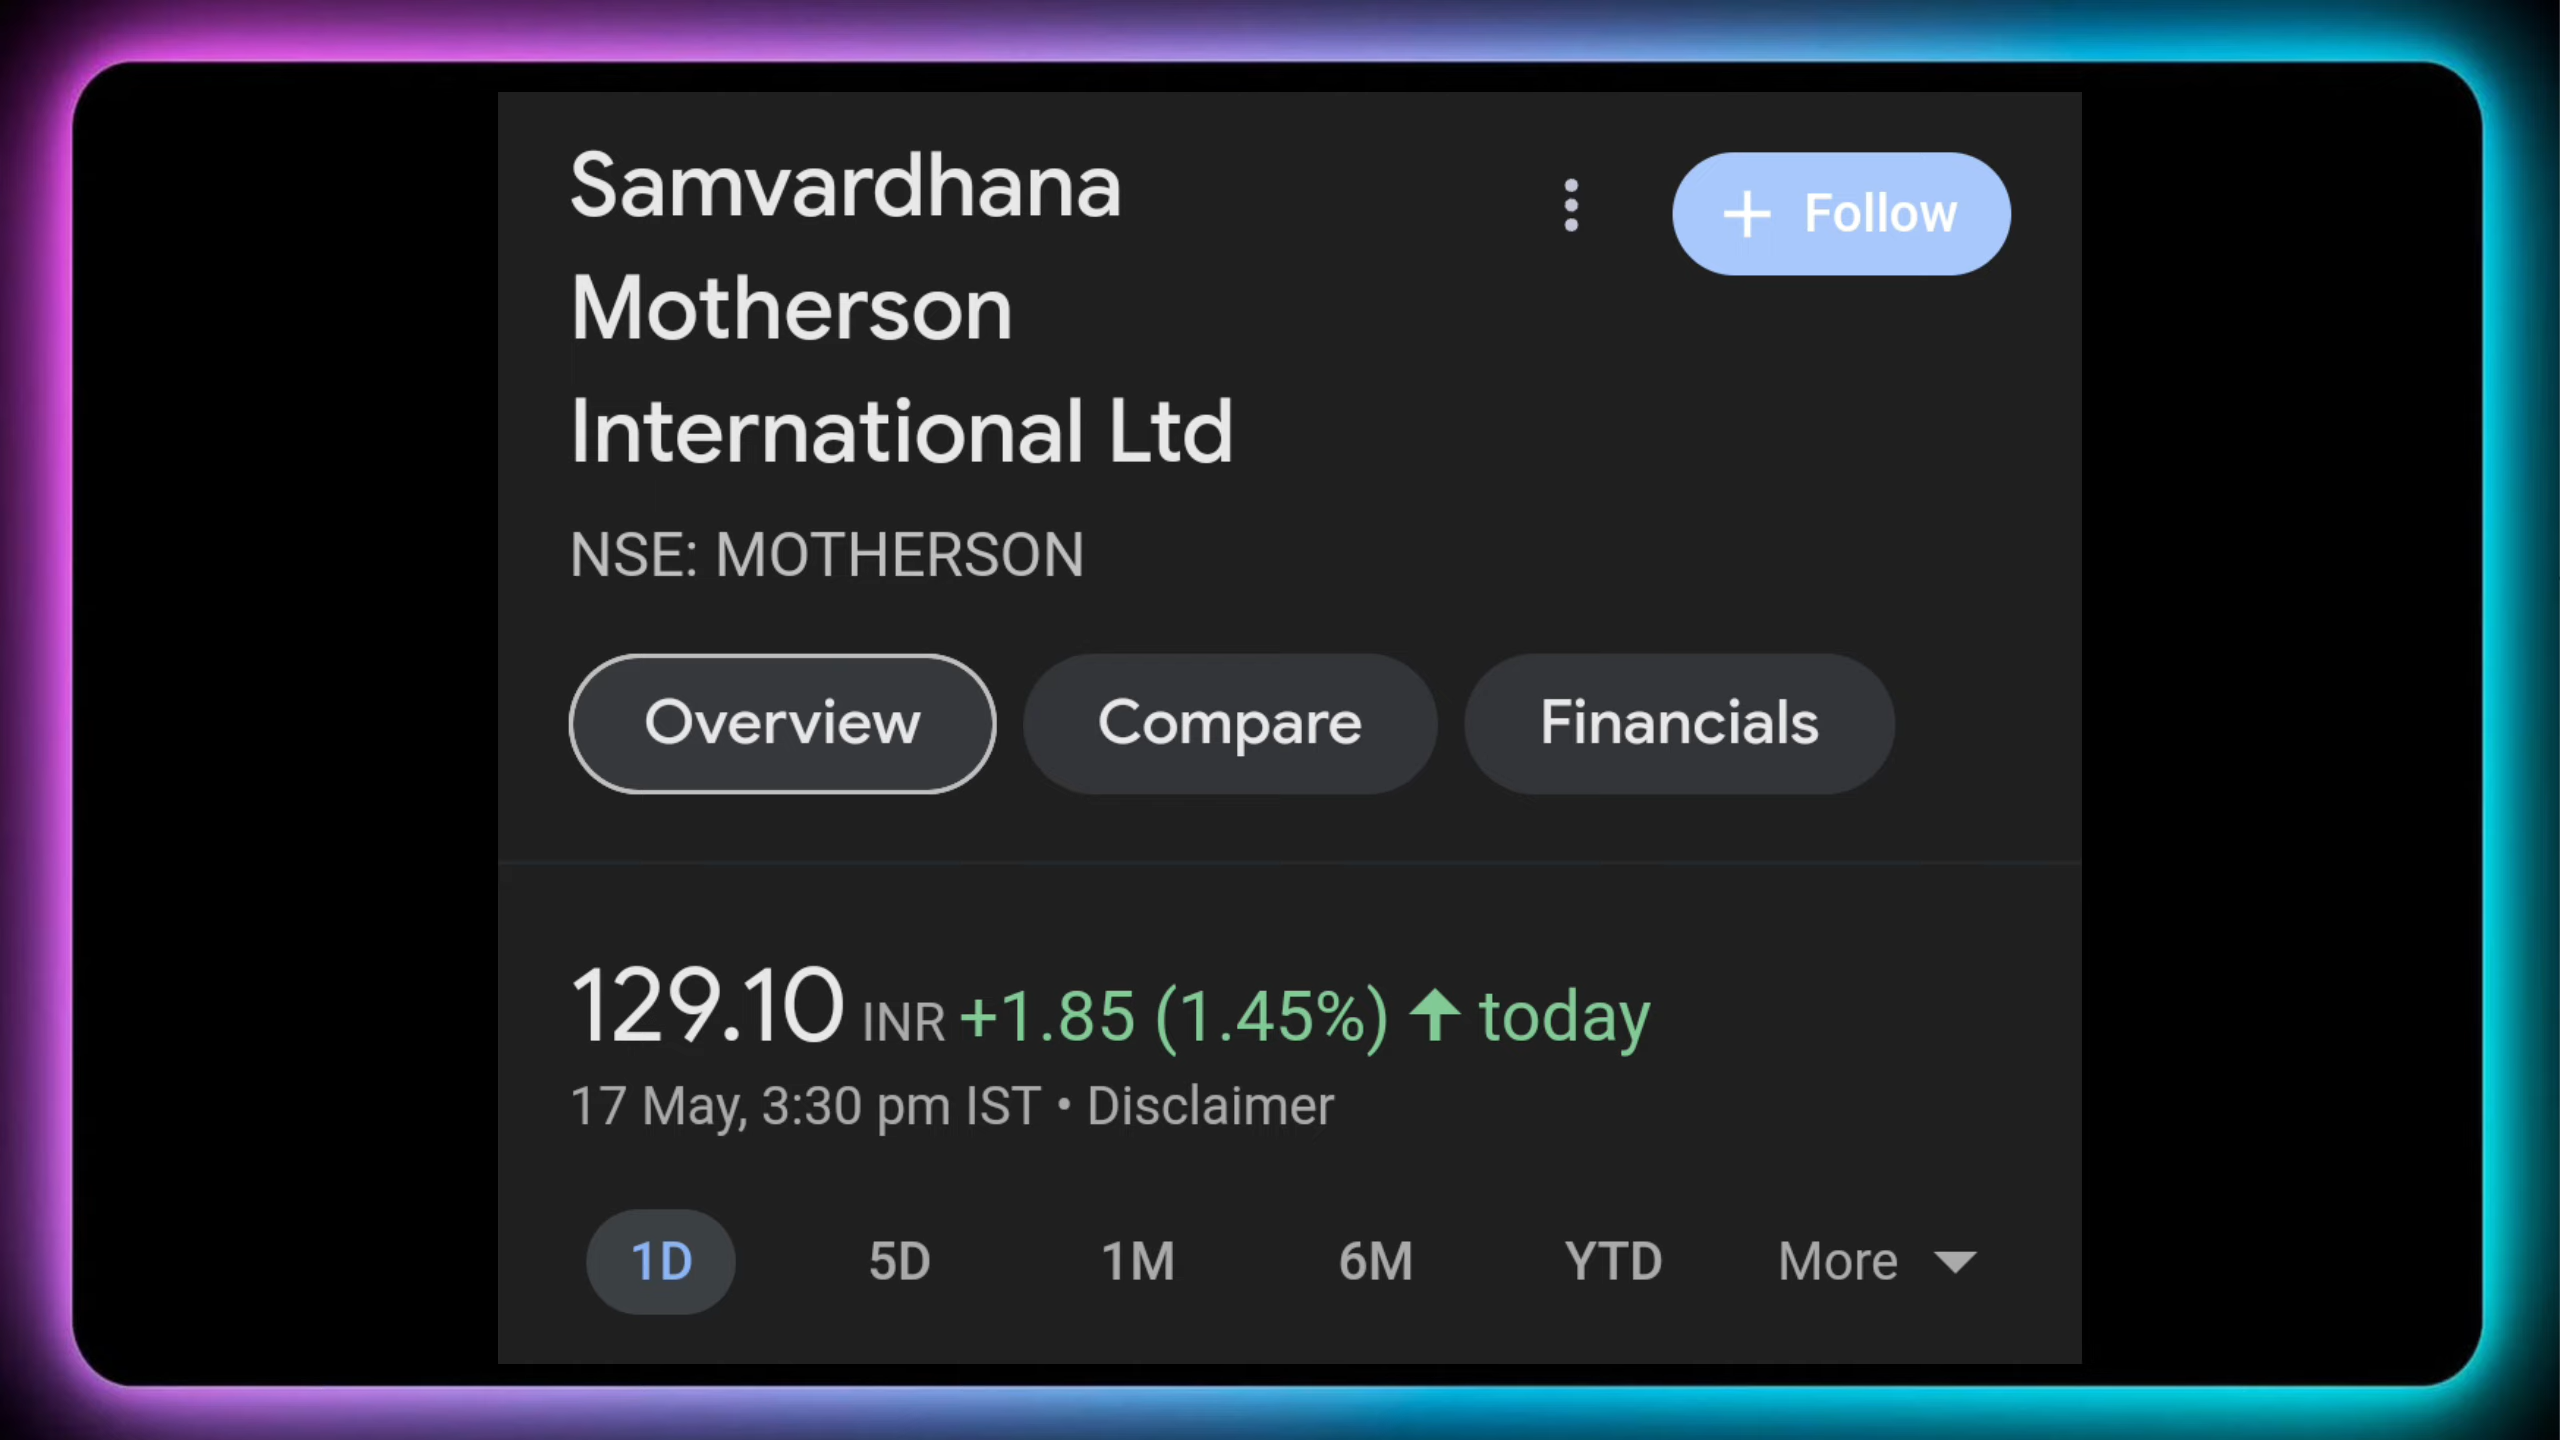 Samvardhana
Motherson
International Ltd
+ Follow
NSE: MOTHERSON
Overview Compare Financials
129.10 INR +1.85 (1.45%) ↑ today
17 May, 3:30 pm IST • Disclaimer
1D 5D 1M 6M YTD More